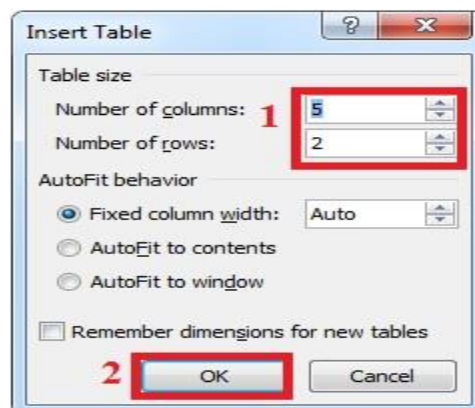 Insert Table
Table size
Number of columns: 1 5
Number of rows: 2
AutoFit behavior
Fixed column width: Auto
AutoFit to contents
AutoFit to window
Remember dimensions for new tables
2 OK Cancel